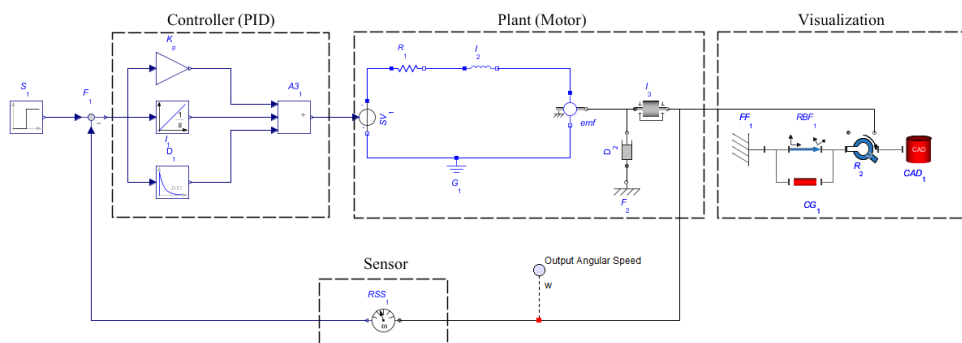 Controller (PID)
Plant (Motor)
Visualization
K p
S 1
F 1
A3 1
+
I 1
1
s
D 1
DT1
SV 1
R 1
I 2
emf
I 3
D 2
F 2
G 1
FF 1
RBF 1
R 2
CAD
CAD 1
CG 1
Output Angular Speed
w
Sensor
RSS 1
ω